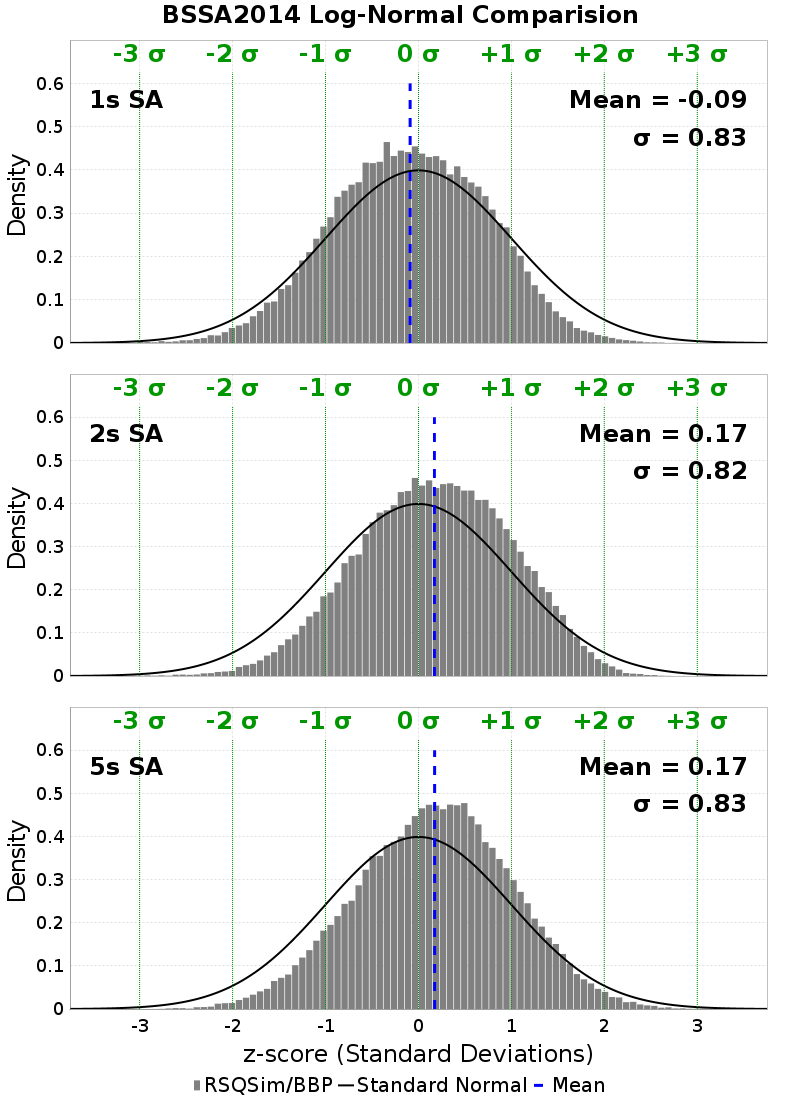 BSSA2014 Log-Normal Comparision
-3 σ -2 σ -1 σ 0 σ +1 σ +2 σ +3 σ
1s SA
Mean = -0.09
σ = 0.83
Density
0.6
0.5
0.4
0.3
0.2
0.1
0
-3 σ -2 σ -1 σ 0 σ +1 σ +2 σ +3 σ
2s SA
Mean = 0.17
σ = 0.82
Density
0.6
0.5
0.4
0.3
0.2
0.1
0
-3 σ -2 σ -1 σ 0 σ +1 σ +2 σ +3 σ
5s SA
Mean = 0.17
σ = 0.83
Density
0.6
0.5
0.4
0.3
0.2
0.1
0
-3 -2 -1 0 1 2 3
z-score (Standard Deviations)
RSQSim/BBP Standard Normal Mean